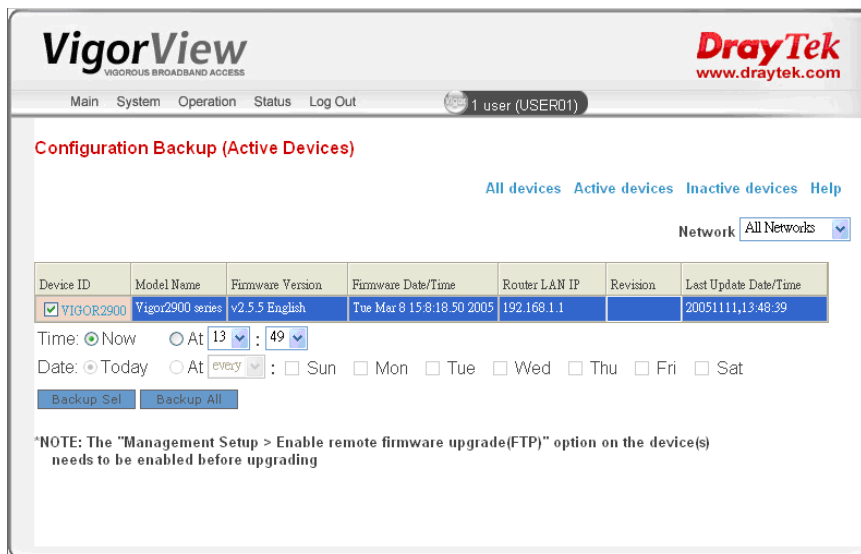 VigorView
VIGOROUS BROADBAND ACCESS
DrayTek
www.draytek.com
Main System Operation Status Log Out
Vigor 1 user (USER01)
Configuration Backup (Active Devices)
All devices Active devices Inactive devices Help
Network All Networks
Device ID Model Name Firmware Version Firmware Date/Time Router LAN IP Revision Last Update Date/Time
VIGOR2900 Vigor2900 series v2.5.5 English Tue Mar 8 15:8:18.50 2005 192.168.1.1 20051111,13:48:39
Time: Now At 13 : 49
Date: Today At every : Sun Mon Tue Wed Thu Fri Sat
Backup Sel Backup All
*NOTE: The "Management Setup > Enable remote firmware upgrade(FTP)" option on the device(s)
needs to be enabled before upgrading